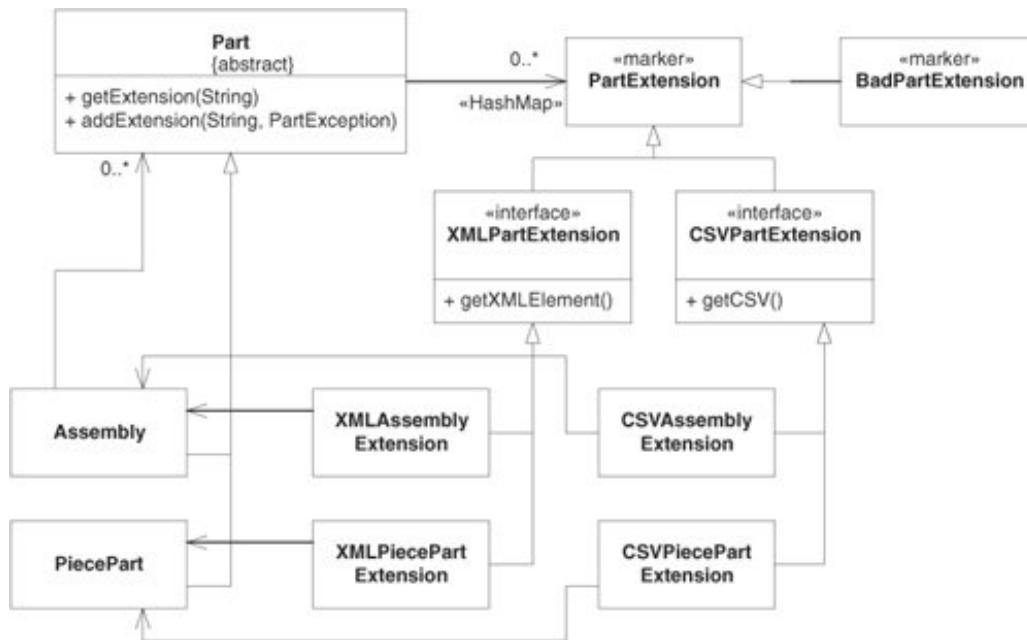 Part
{abstract}
+ getExtension(String)
+ addExtension(String, PartException)
0..*
«HashMap»
«marker»
PartExtension
«marker»
BadPartExtension
0..*
«interface»
XMLPartExtension
+ getXMLElement()
«interface»
CSVPartExtension
+ getCSV()
Assembly
XMLAssembly
Extension
CSVAssembly
Extension
PiecePart
XMLPiecePart
Extension
CSVPiecePart
Extension